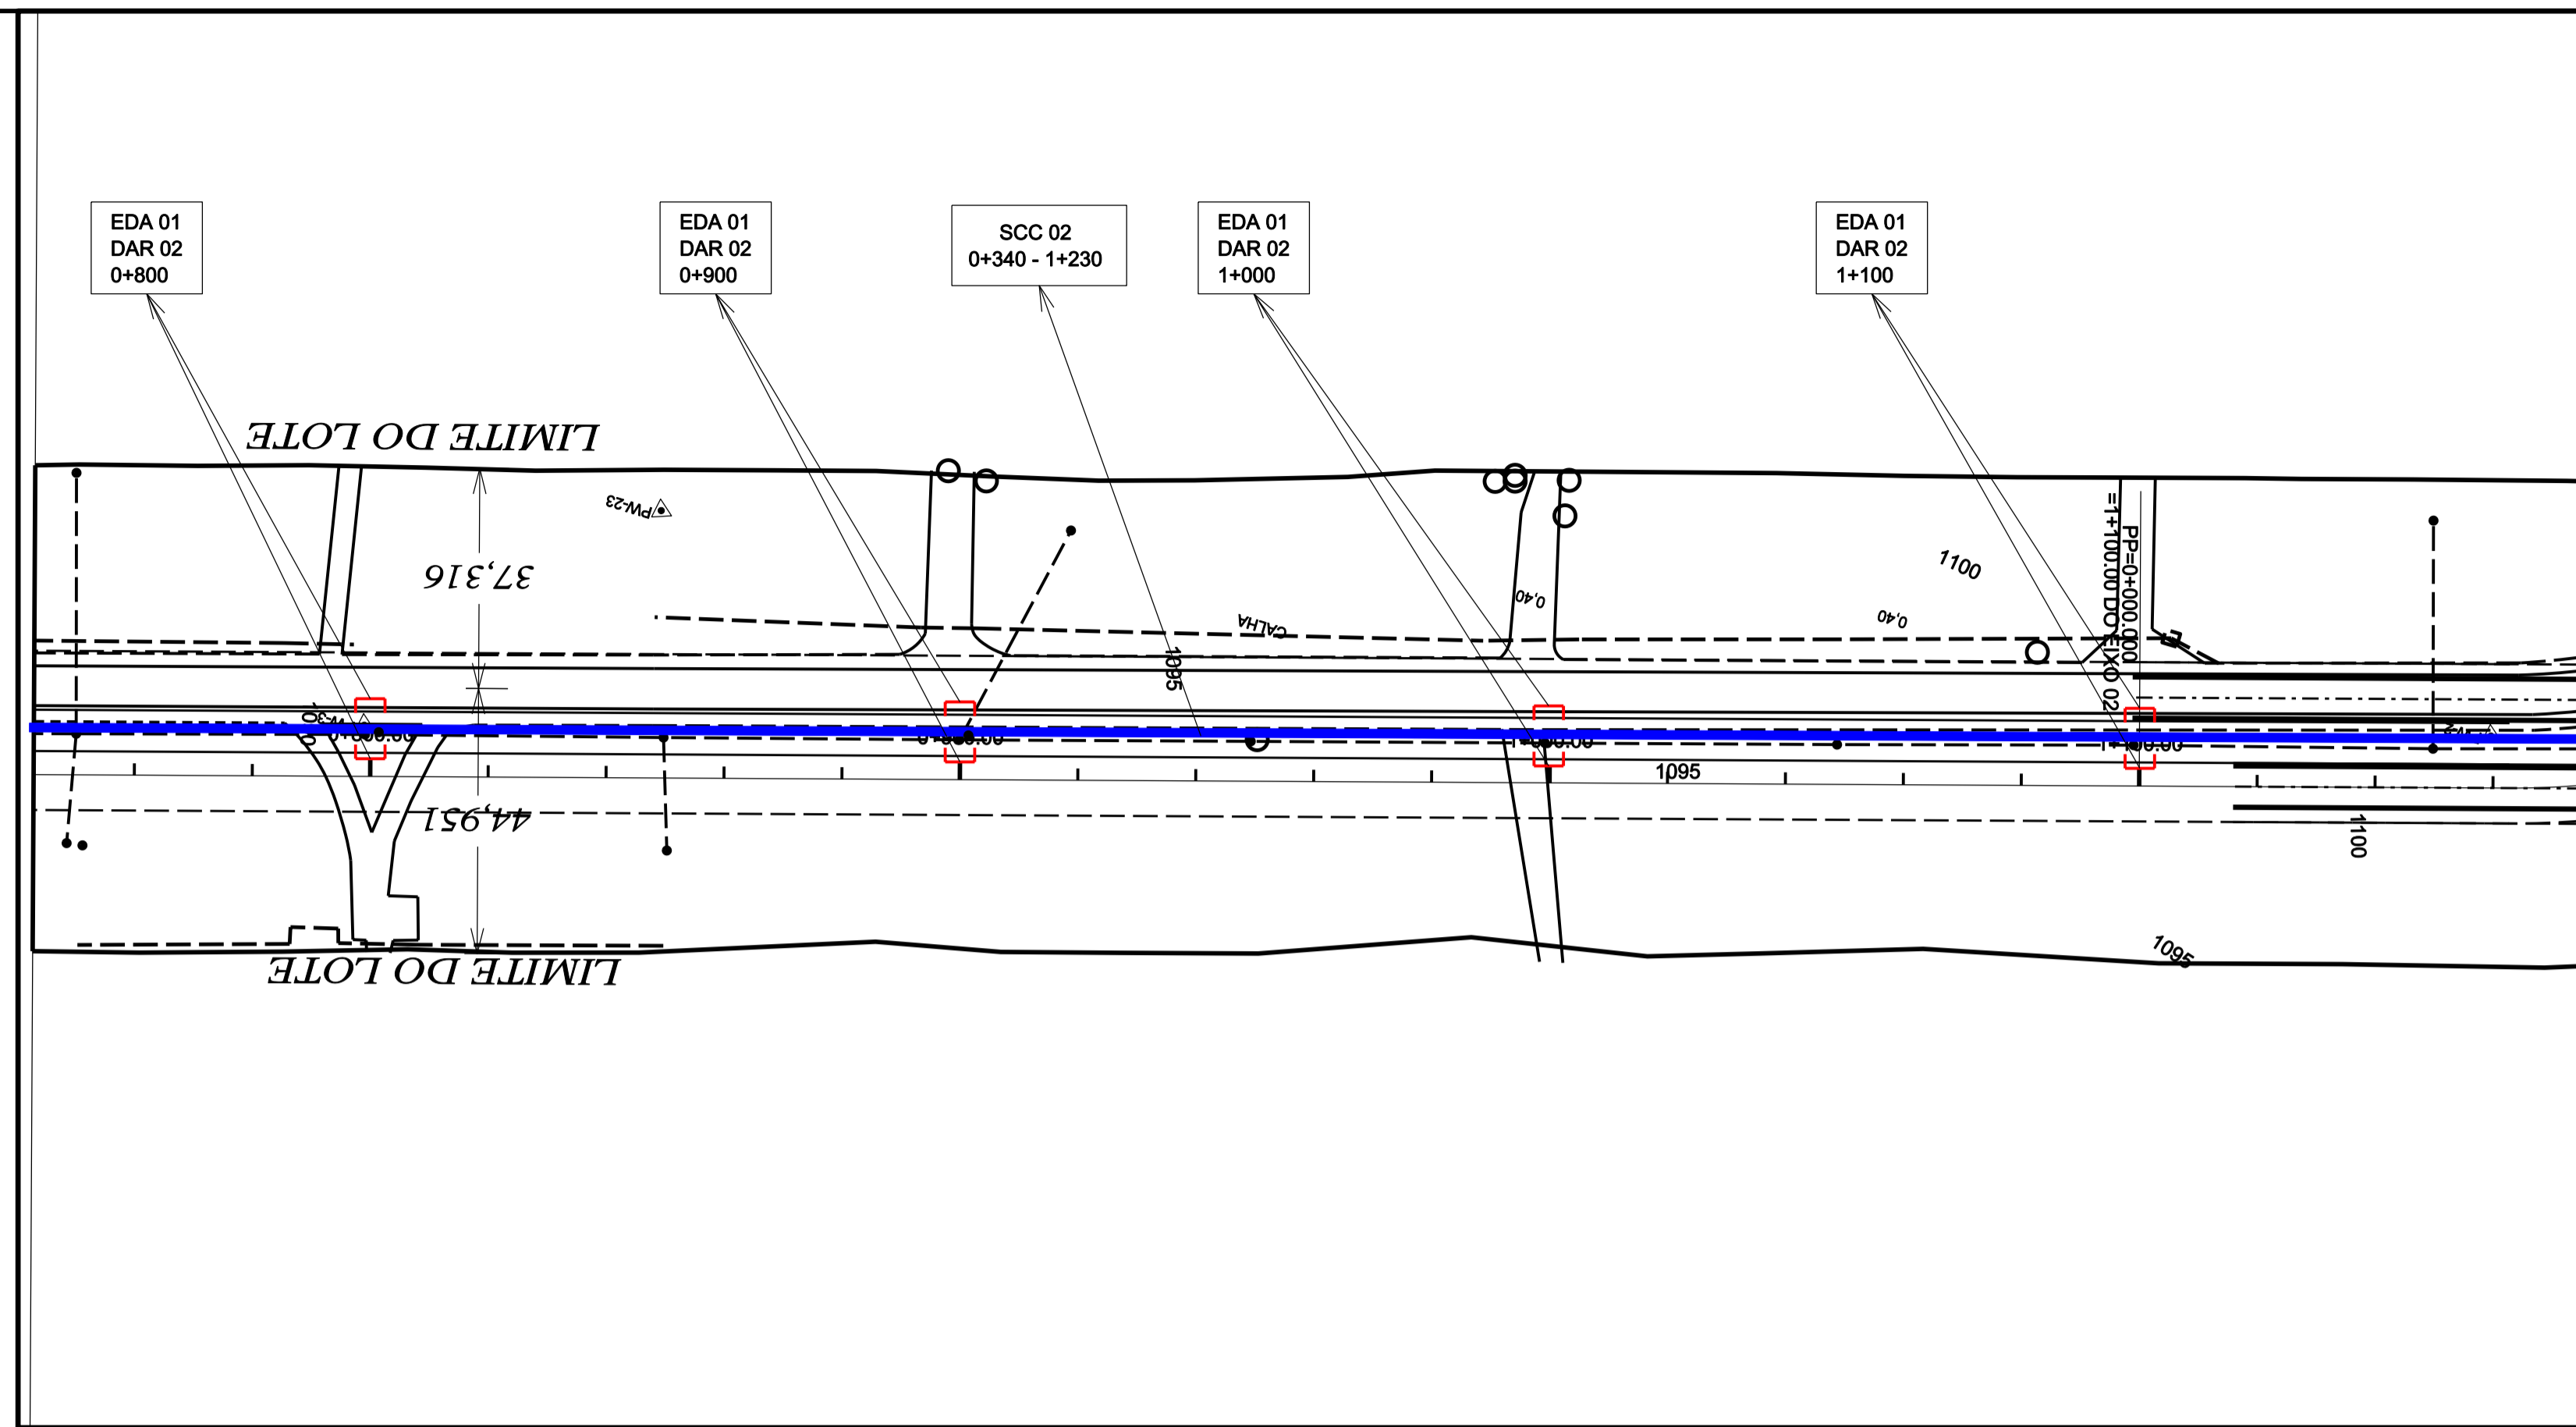 EDA 01
DAR 02
0+800
EDA 01
DAR 02
0+900
SCC 02
0+340 - 1+230
EDA 01
DAR 02
1+000
EDA 01
DAR 02
1+100
LIMITE DO LOTE
PW-23
37,316
CALHA
1095
0,40
1100
0,40
=1+100.00 DO EIXO 02
PP=0+000.000
1095
44,951
1100
LIMITE DO LOTE
1095